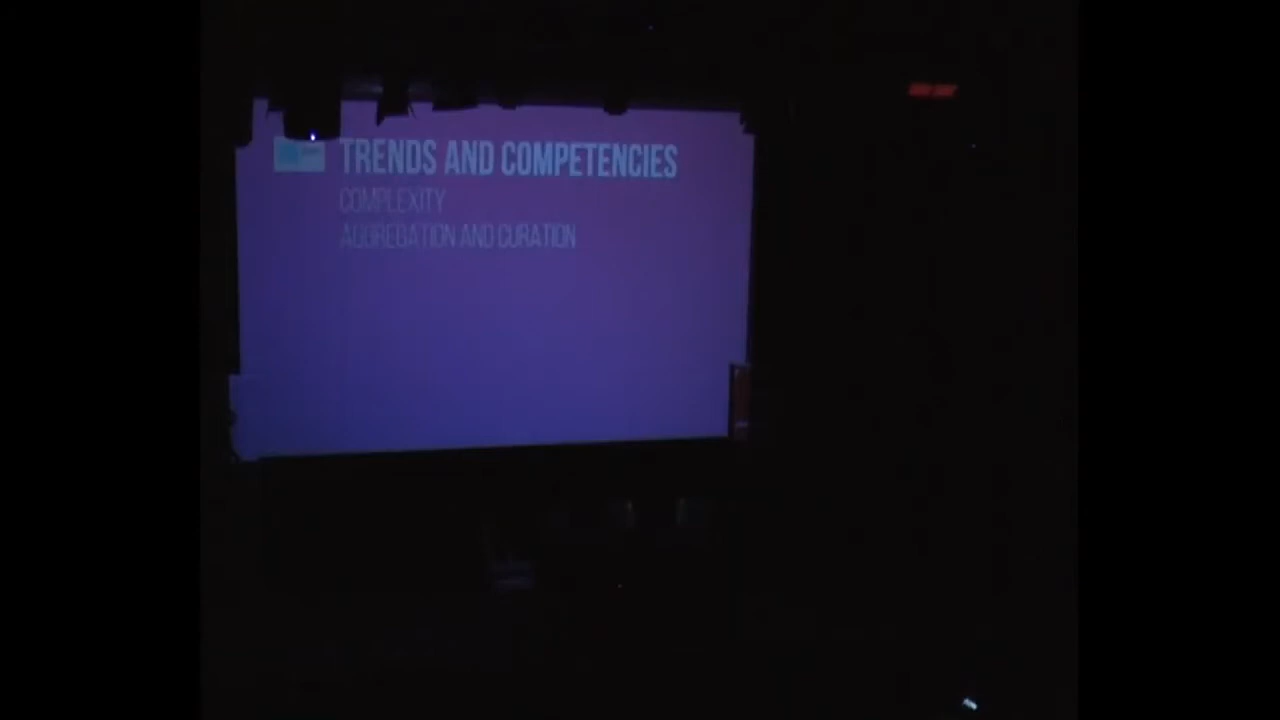 TRENDS AND COMPETENCIES
COMPLEXITY
AGGREGATION AND CURATION